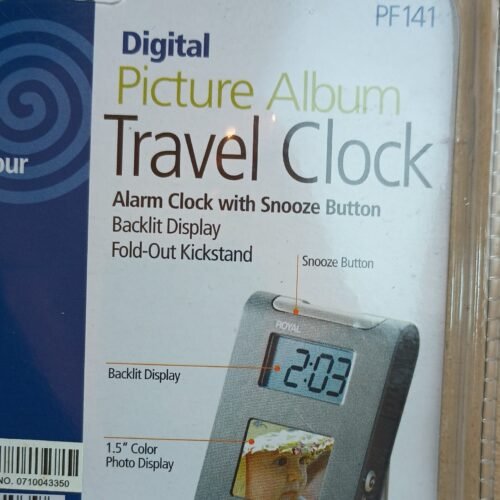 PF141
Digital
Picture Album
Travel Clock
our
Alarm Clock with Snooze Button
Backlit Display
Fold-Out Kickstand
Snooze Button
ROYAL
2:03
Backlit Display
1.5" Color
Photo Display
NO. 0710043350